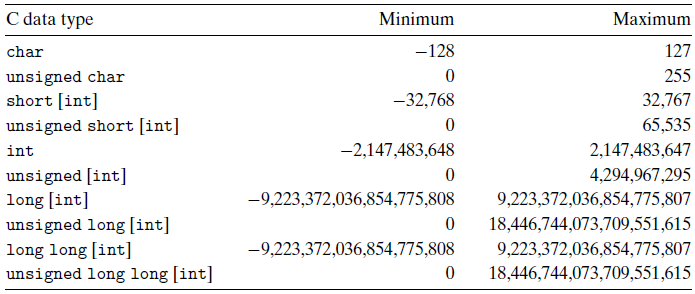 C data type Minimum Maximum
char −128 127
unsigned char 0 255
short [int] −32,768 32,767
unsigned short [int] 0 65,535
int −2,147,483,648 2,147,483,647
unsigned [int] 0 4,294,967,295
long [int] −9,223,372,036,854,775,808 9,223,372,036,854,775,807
unsigned long [int] 0 18,446,744,073,709,551,615
long long [int] −9,223,372,036,854,775,808 9,223,372,036,854,775,807
unsigned long long [int] 0 18,446,744,073,709,551,615